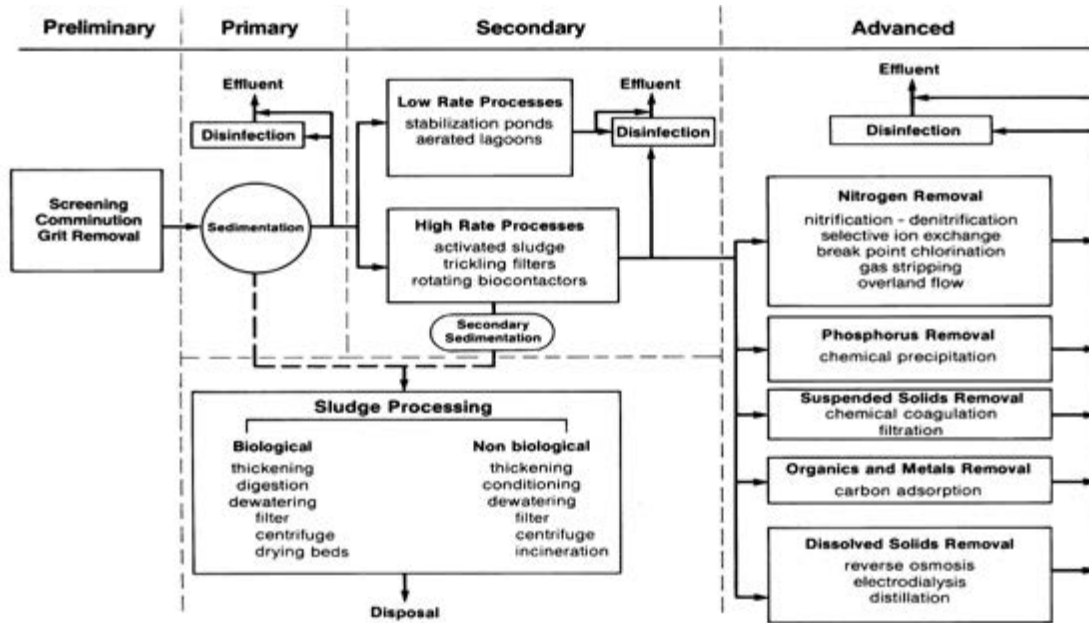 Preliminary
Primary
Secondary
Advanced
Screening
Comminution
Grit Removal
Effluent
Disinfection
Sedimentation
Low Rate Processes
stabilization ponds
aerated lagoons
Effluent
Disinfection
High Rate Processes
activated sludge
trickling filters
rotating biocontactors
Secondary
Sedimentation
Sludge Processing
Biological
thickening
digestion
dewatering
filter
centrifuge
drying beds
Non biological
thickening
conditioning
dewatering
filter
centrifuge
incineration
Disposal
Effluent
Disinfection
Nitrogen Removal
nitrification - denitrification
selective ion exchange
break point chlorination
gas stripping
overland flow
Phosphorus Removal
chemical precipitation
Suspended Solids Removal
chemical coagulation
filtration
Organics and Metals Removal
carbon adsorption
Dissolved Solids Removal
reverse osmosis
electrodialysis
distillation